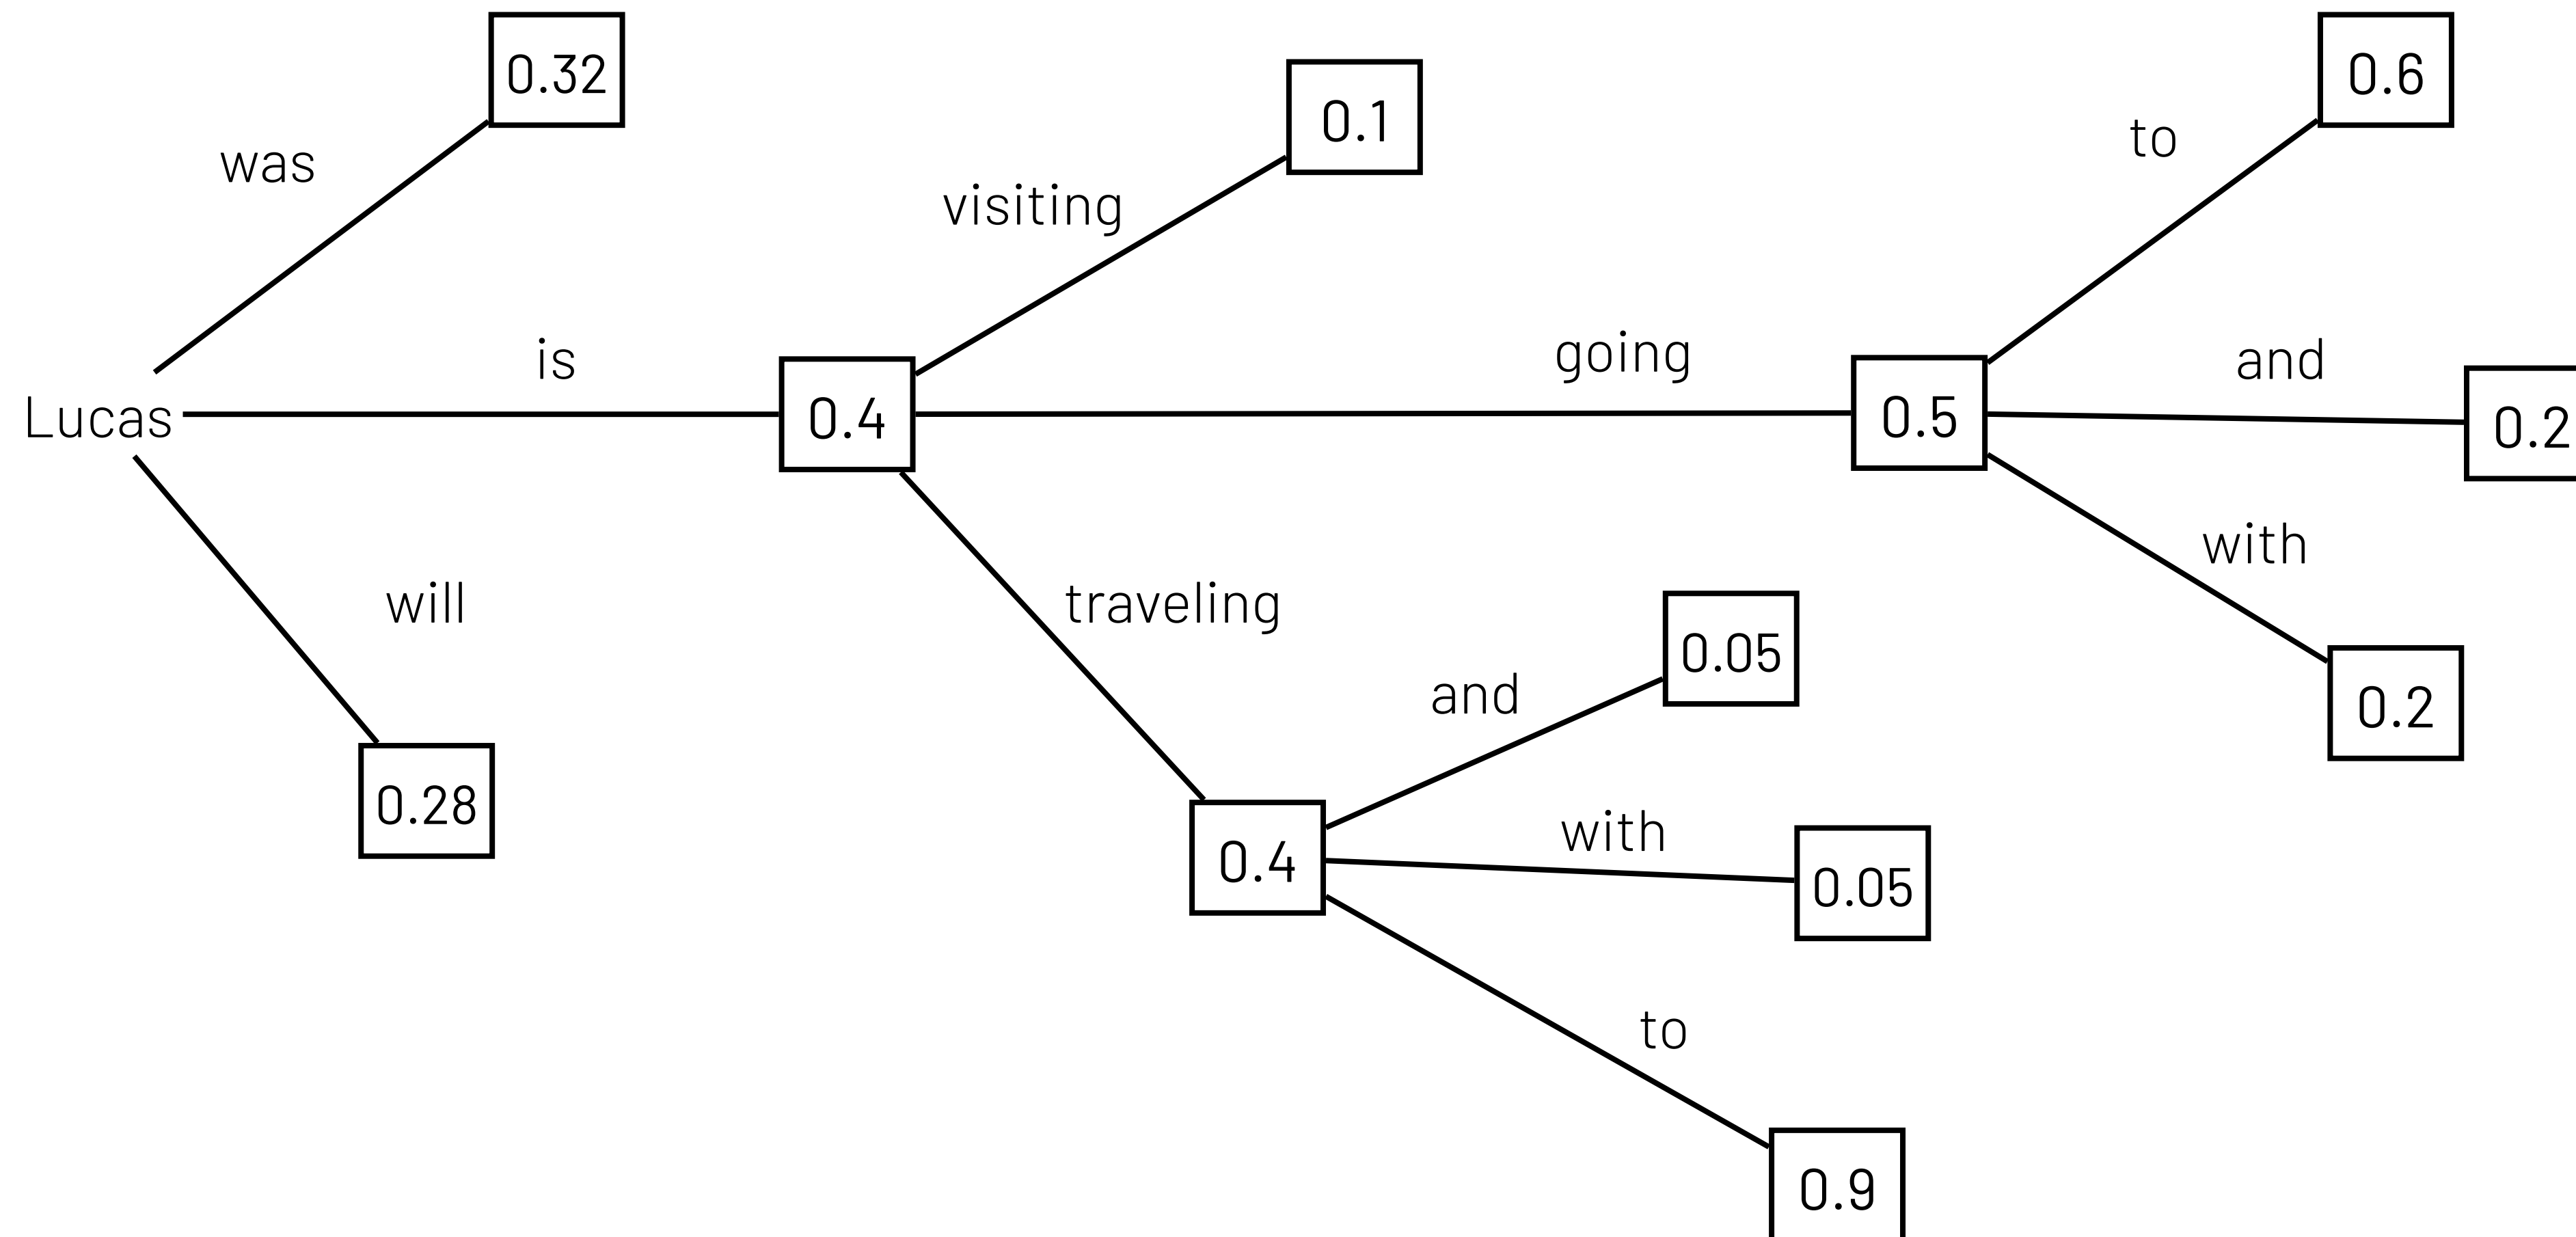 0.32
0.6
0.1
to
was
visiting
going
and
is
Lucas
0.4
0.5
0.2
with
will
traveling
0.05
and
0.2
with
0.28
0.4
0.05
to
0.9